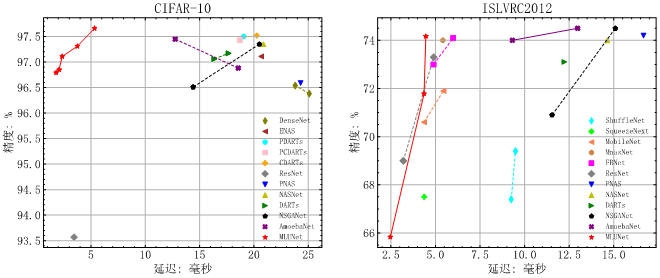 CIFAR-10
精度: %
97.5
97.0
96.5
96.0
95.5
95.0
94.5
94.0
93.5
5
10
15
20
25
延迟: 毫秒
DenseNet
ENAS
PDARTs
PCDARTs
CDARTs
ResNet
PNAS
NASNet
DARTs
NSGANet
AmoebaNet
MLUNet
ISLVRC2012
精度: %
74
72
70
68
66
2.5
5.0
7.5
10.0
12.5
15.0
延迟: 毫秒
ShuffleNet
SqueezeNext
MobileNet
MnasNet
FBNet
ResNet
PNAS
NASNet
DARTs
NSGANet
AmoebaNet
MLUNet